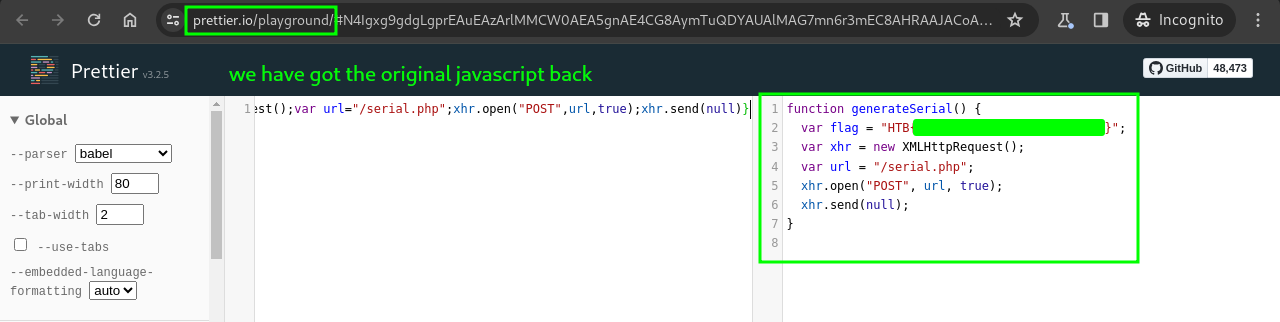 prettier.io/playground/#N4Igxg9gdgLgprEAuEAzArlMMCW0AEA5gnAE4CG8AymTuQDYAUAlMAG7mn6r3mEC8AHRAAJACoA…
Incognito
Prettier v3.2.5
we have got the original javascript back
GitHub 48,473
▼ Global
--parser babel
--print-width 80
--tab-width 2
--use-tabs
--embedded-language-
formatting auto
1 est();var url="/serial.php";xhr.open("POST",url,true);xhr.send(null)}
1 function generateSerial() {
2 var flag = "HTB{ }";
3 var xhr = new XMLHttpRequest();
4 var url = "/serial.php";
5 xhr.open("POST", url, true);
6 xhr.send(null);
7 }
8